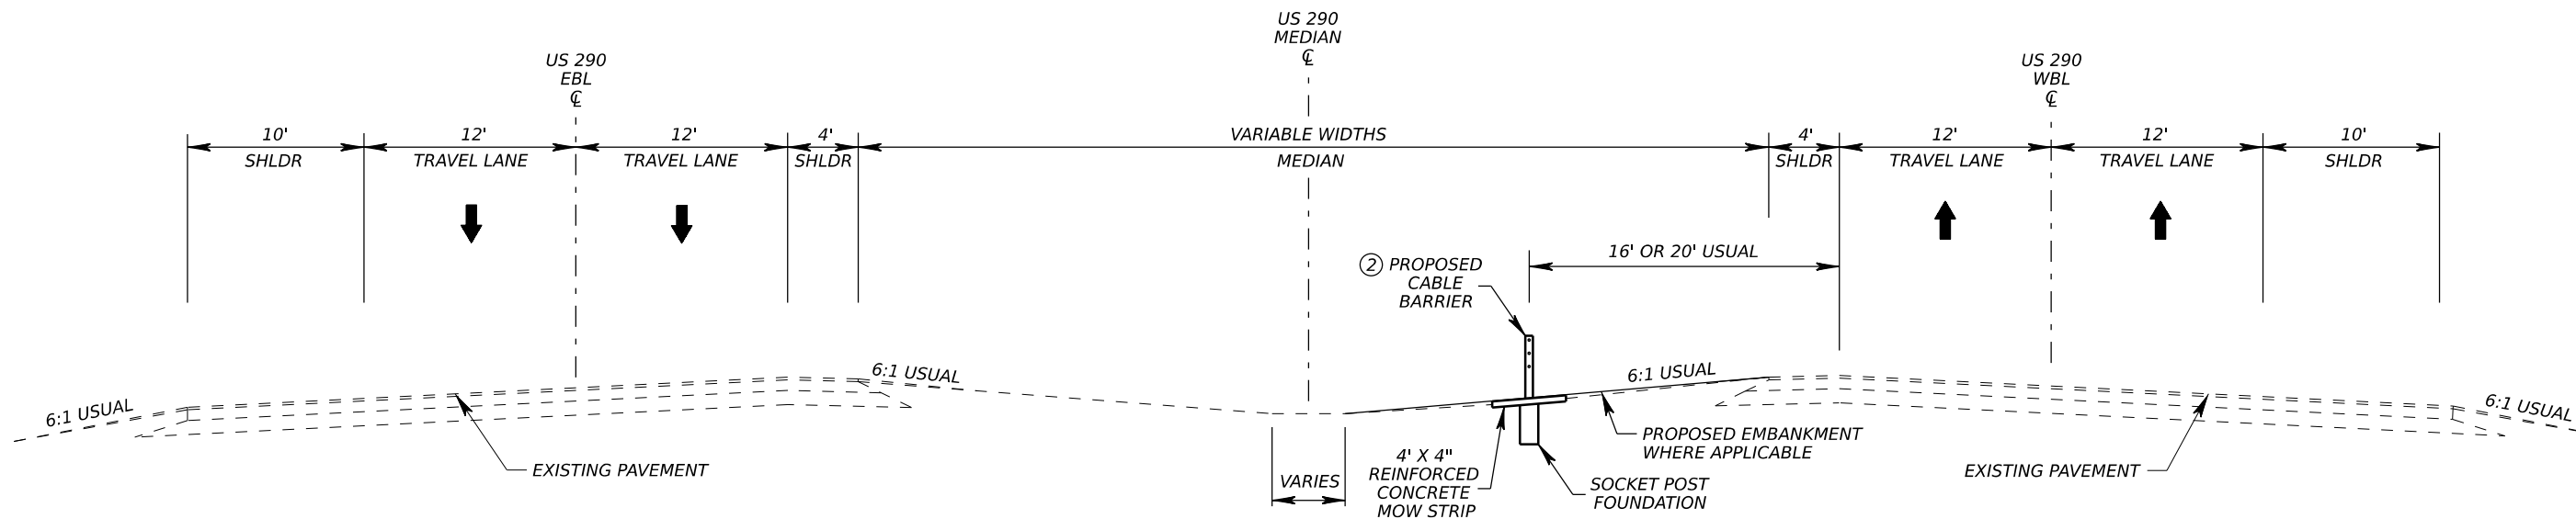 US 290
MEDIAN
℄
US 290
EBL
℄
US 290
WBL
℄
10'
SHLDR
12'
TRAVEL LANE
12'
TRAVEL LANE
4'
SHLDR
VARIABLE WIDTHS
MEDIAN
4'
SHLDR
12'
TRAVEL LANE
12'
TRAVEL LANE
10'
SHLDR
16' OR 20' USUAL
2 PROPOSED
CABLE
BARRIER
6:1 USUAL
6:1 USUAL
6:1 USUAL
6:1 USUAL
EXISTING PAVEMENT
VARIES
4' X 4"
REINFORCED
CONCRETE
MOW STRIP
SOCKET POST
FOUNDATION
PROPOSED EMBANKMENT
WHERE APPLICABLE
EXISTING PAVEMENT